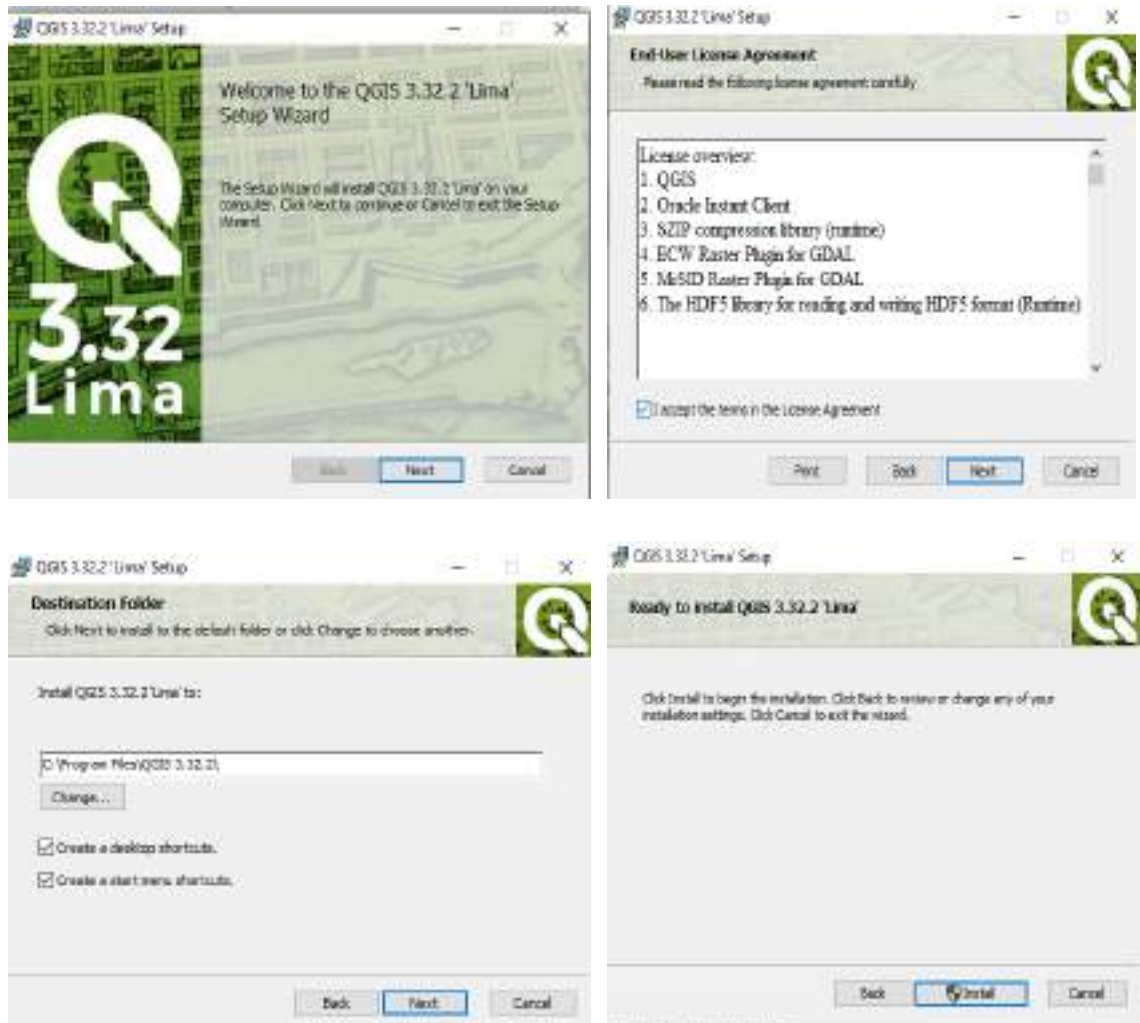 QGIS 3.32.2 'Lima' Setup
Welcome to the QGIS 3.32.2 'Lima'
Setup Wizard
The Setup Wizard will install QGIS 3.32.2 'Lima' on your
computer. Click Next to continue or Cancel to exit the Setup
Wizard.
3.32
Lima
Back Next Cancel
QGIS 3.32.2 'Lima' Setup
End-User License Agreement
Please read the following license agreement carefully
License overview:
1. QGIS
2. Oracle Instant Client
3. SZIP compression library (runtime)
4. ECW Raster Plugin for GDAL
5. MrSID Raster Plugin for GDAL
6. The HDF5 library for reading and writing HDF5 format (Runtime)
I accept the terms in the License Agreement
Print Back Next Cancel
QGIS 3.32.2 'Lima' Setup
Destination Folder
Click Next to install to the default folder or click Change to choose another.
Install QGIS 3.32.2 'Lima' to:
C:\Program Files\QGIS 3.32.2\
Change...
Create a desktop shortcuts.
Create a start menu shortcuts.
Back Next Cancel
QGIS 3.32.2 'Lima' Setup
Ready to install QGIS 3.32.2 'Lima'
Click Install to begin the installation. Click Back to review or change any of your
installation settings. Click Cancel to exit the wizard.
Back Install Cancel